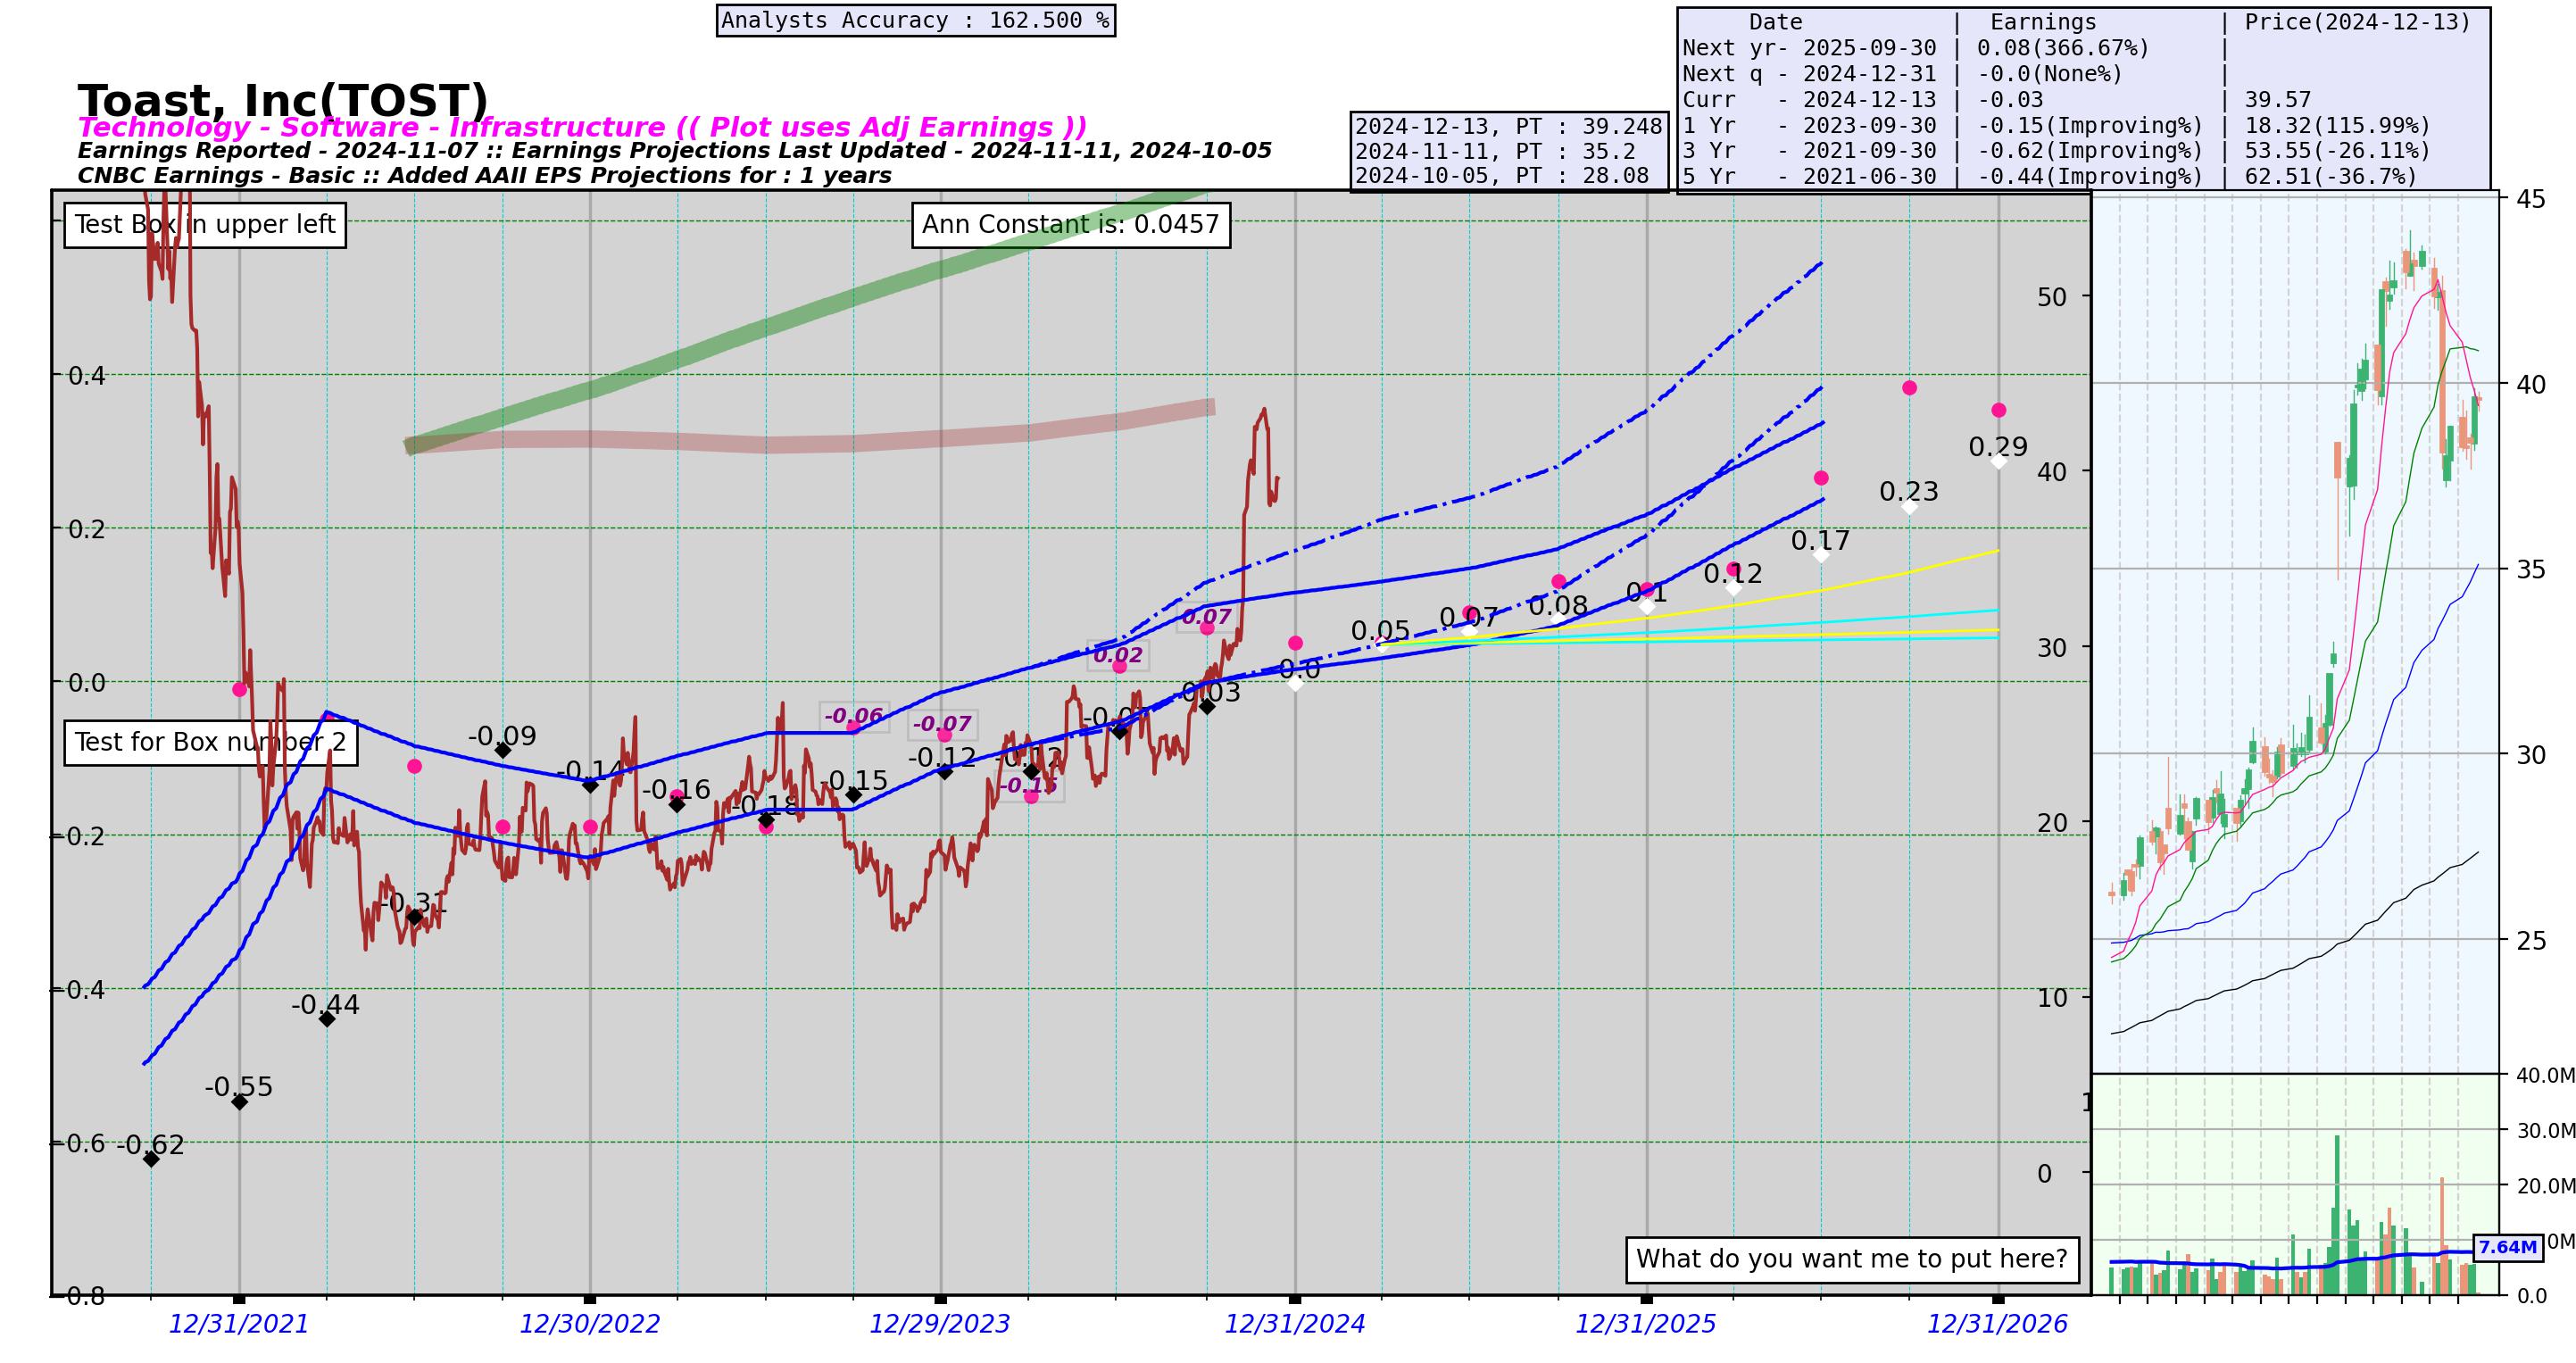 Analysts Accuracy : 162.500 %
Date | Earnings | Price(2024-12-13)
Next yr- 2025-09-30 | 0.08(366.67%) |
Next q - 2024-12-31 | -0.0(None%) |
Curr - 2024-12-13 | -0.03 | 39.57
1 Yr - 2023-09-30 | -0.15(Improving%) | 18.32(115.99%)
3 Yr - 2021-09-30 | -0.62(Improving%) | 53.55(-26.11%)
5 Yr - 2021-06-30 | -0.44(Improving%) | 62.51(-36.7%)
Toast, Inc(TOST)
Technology - Software - Infrastructure (( Plot uses Adj Earnings ))
Earnings Reported - 2024-11-07 :: Earnings Projections Last Updated - 2024-11-11, 2024-10-05
CNBC Earnings - Basic :: Added AAII EPS Projections for : 1 years
2024-12-13, PT : 39.248
2024-11-11, PT : 35.2
2024-10-05, PT : 28.08
Test Box in upper left
Ann Constant is: 0.0457
Test for Box number 2
What do you want me to put here?
0.4
0.2
0.0
-0.2
-0.4
-0.6
-0.8
-0.62
-0.55
-0.44
-0.31
-0.09
-0.14
-0.16
-0.18
-0.15
-0.12
-0.12
-0.07
-0.03
0.0
0.05
0.07
0.08
0.1
0.12
0.17
0.23
0.29
-0.06
-0.07
-0.15
0.02
0.07
50
40
30
20
10
0
45
40
35
30
25
40.0M
30.0M
20.0M
7.64M
0.0
12/31/2021
12/30/2022
12/29/2023
12/31/2024
12/31/2025
12/31/2026